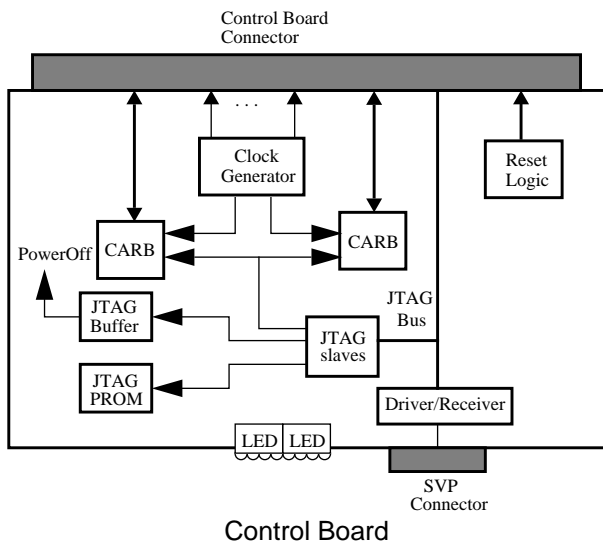 Control Board
Connector
. . .
Clock
Generator
Reset
Logic
CARB
CARB
PowerOff
JTAG
Buffer
JTAG
Bus
JTAG
slaves
JTAG
PROM
Driver/Receiver
LED
LED
SVP
Connector
Control Board